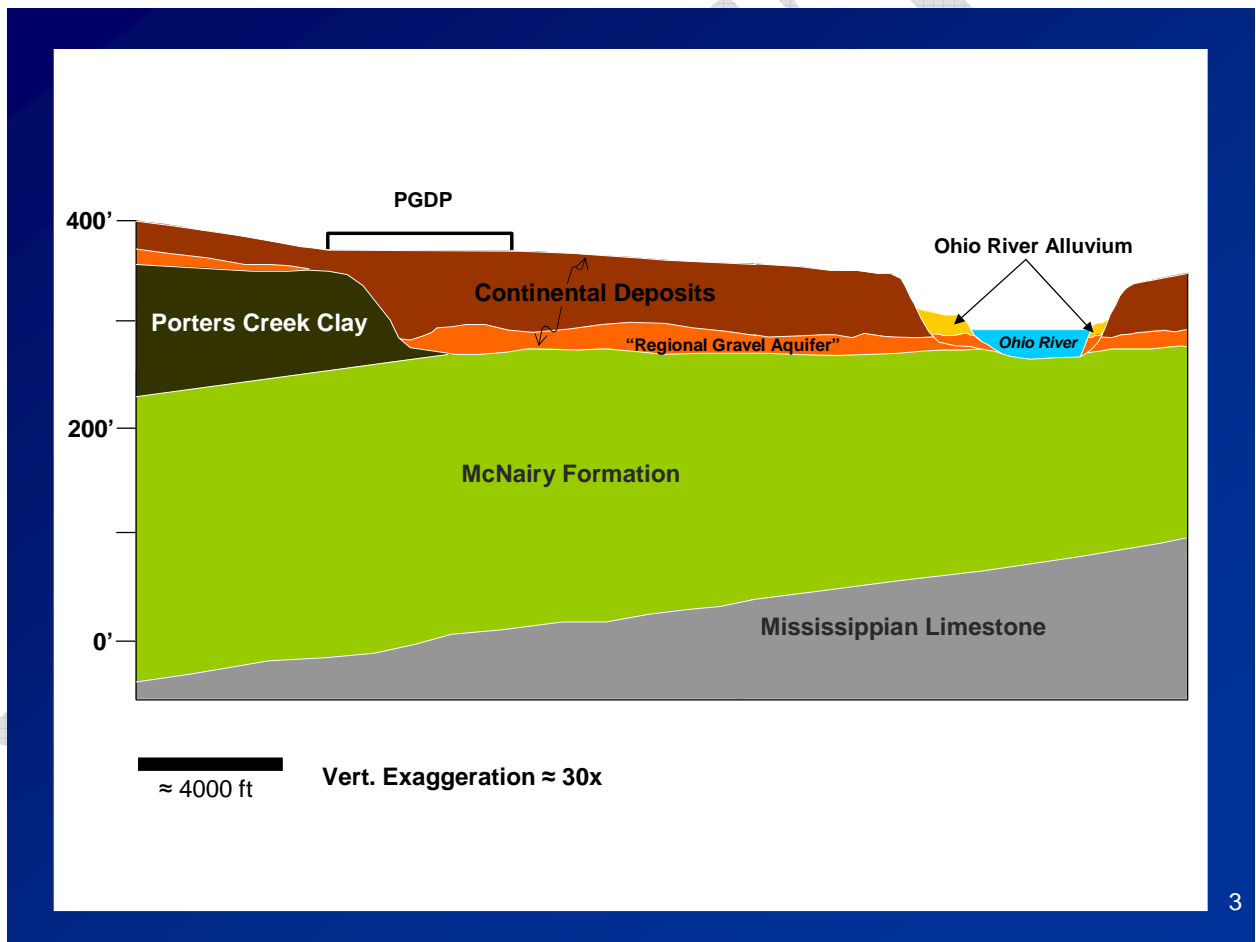 PGDP
400’
Ohio River Alluvium
Continental Deposits
Porters Creek Clay
“Regional Gravel Aquifer”
Ohio River
200’
McNairy Formation
0’
Mississippian Limestone
≈ 4000 ft
Vert. Exaggeration ≈ 30x
3